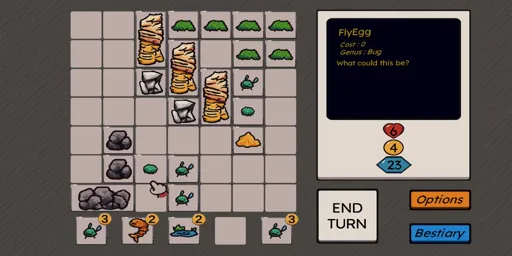 FlyEgg
Cost : 0
Genus : Bug
What could this be?
6
4
23
END
TURN
Options
Bestiary
3
2
2
3